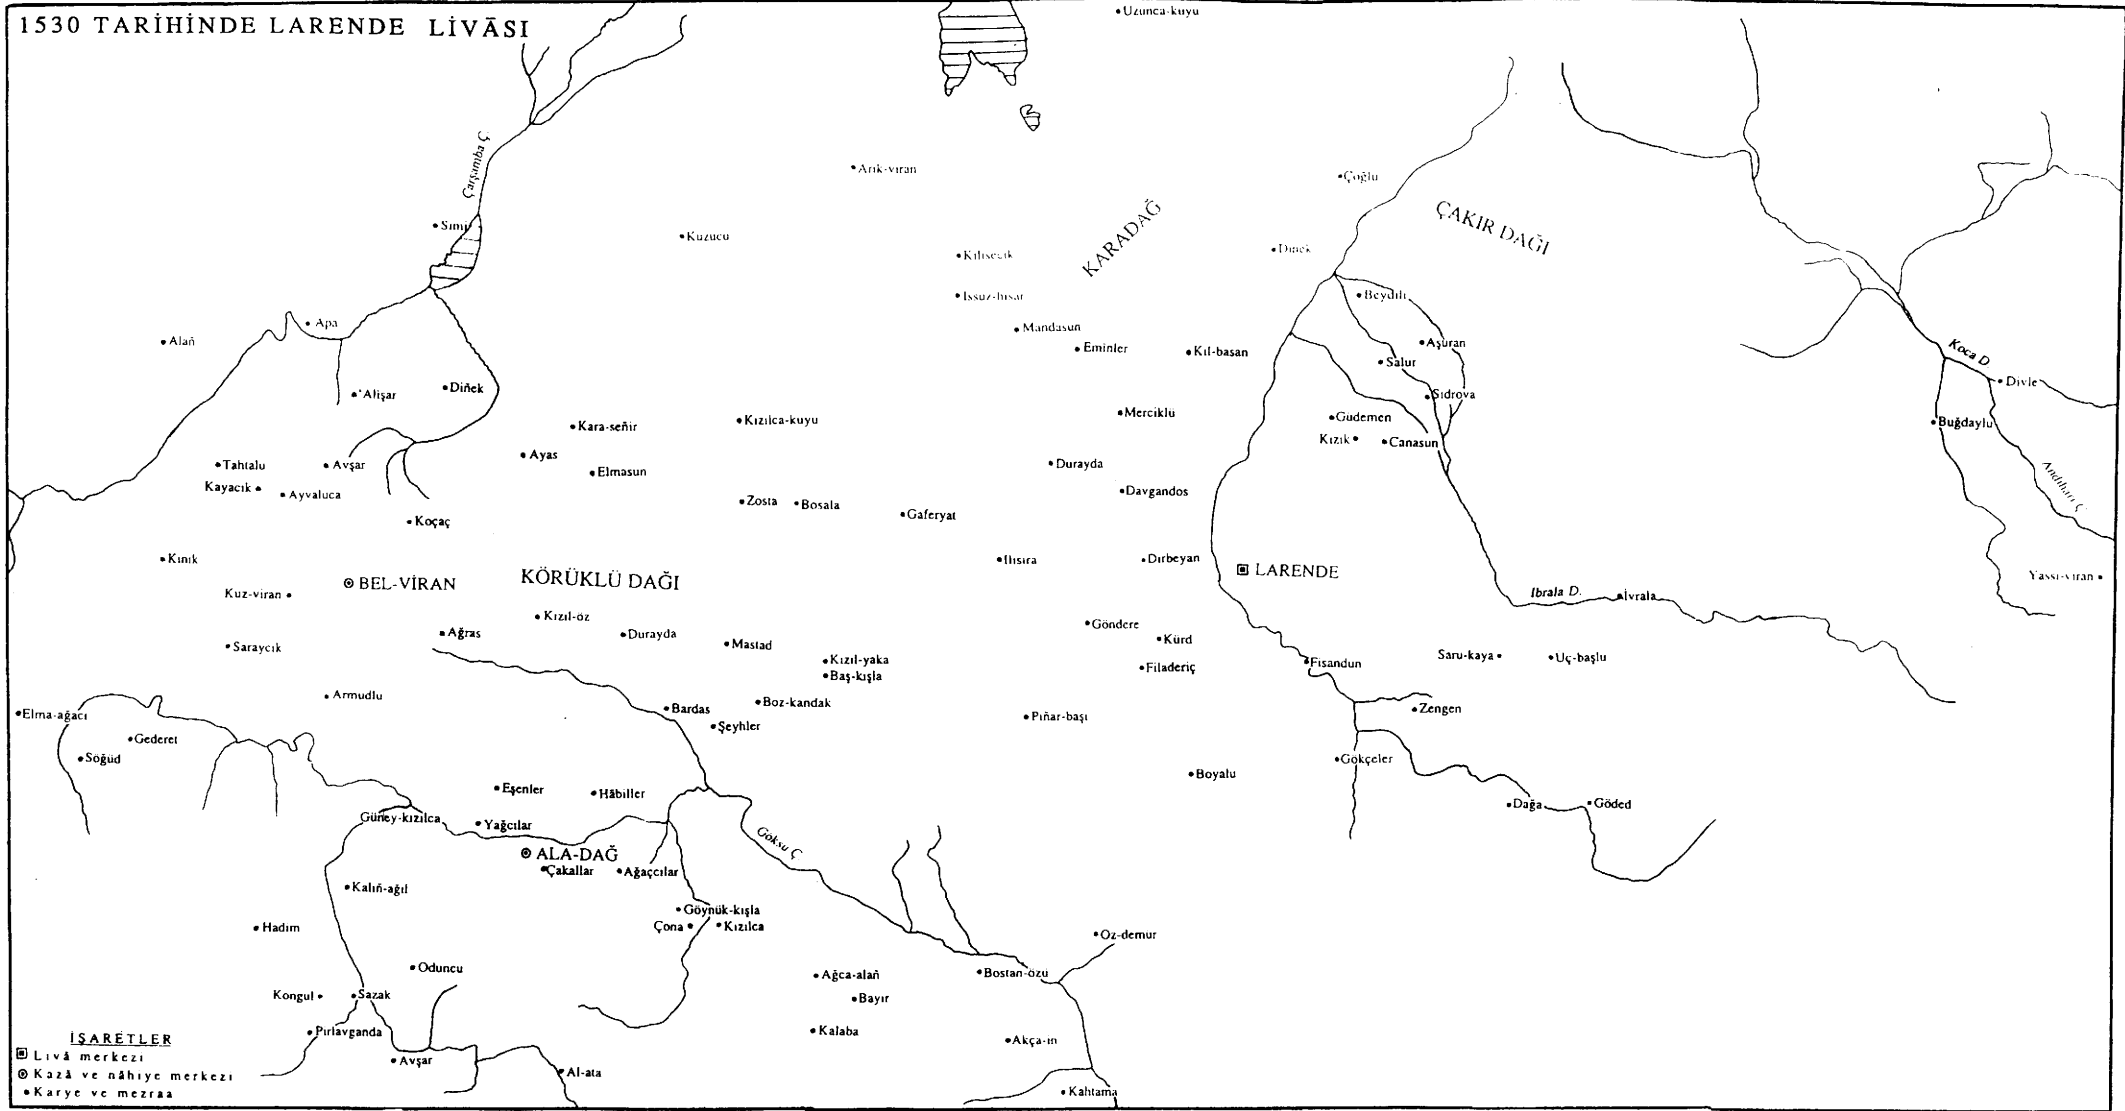 1530 TARİHİNDE LARENDE LİVÂSI
Uzunca-kuyu
Çarşamba Ç.
Arık-viran
Çoğlu
KARADAĞ
ÇAKIR DAĞI
Sımi
Kuzucu
Kilisecik
Dinek
Issuz-hısar
Beydili
Apa
Mandasun
Alañ
Eminler
Kıl-basan
Aşuran
Koca D
Salur
Divle
'Alişar
Diñek
Sıdrova
Merciklü
Gudemen
Buğdaylu
Kara-señir
Kızılca-kuyu
Kızık
Canasun
Ayas
Tahtalu
Avşar
Elmasun
Durayda
Kayacık
Ayvaluca
Davgandos
Zosta
Bosala
Gaferyat
Koçaç
Kınık
Ilısıra
Dırbeyan
LARENDE
Yassı-viran
BEL-VİRAN
KÖRÜKLÜ DAĞI
Kuz-viran
Ibrala D.
İvrala
Kızıl-öz
Göndere
Ağras
Durayda
Kürd
Saraycık
Mastad
Kızıl-yaka
Fisandun
Saru-kaya
Uç-başlu
Filaderiç
Baş-kışla
Armudlu
Bardas
Boz-kandak
Zengen
Elma-ağacı
Şeyhler
Pıñar-başı
Gederet
Söğüd
Gökçeler
Boyalu
Eşenler
Hâbiller
Dağa
Göded
Güney-kızılca
Yağcılar
Göksu Ç.
ALA-DAĞ
Çakallar
Ağaçcılar
Kalıñ-ağıl
Göynük-kışla
Hadım
Çona
Kızılca
Oz-demur
Oduncu
Ağca-alañ
Bostan-özü
Kongul
Sazak
Bayır
Pırlavganda
Kalaba
Akça-in
İŞARETLER
Livâ merkezi
Avşar
Al-ata
Kazâ ve nâhıye merkezi
Karye ve mezraa
Kahtama